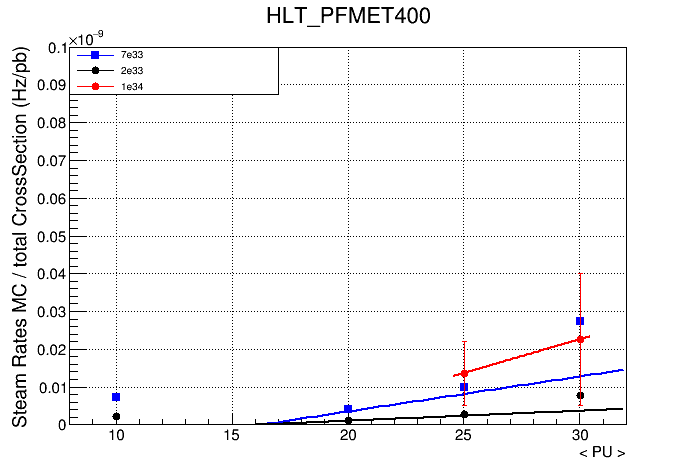 HLT_PFMET400
×10⁻⁹
0.1
0.09
0.08
0.07
0.06
0.05
0.04
0.03
0.02
0.01
0
Steam Rates MC / total CrossSection (Hz/pb)
7e33
2e33
1e34
10 15 20 25 30
< PU >